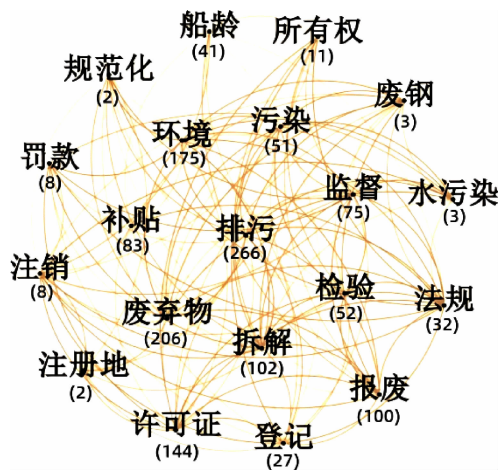 船龄
(41)
所有权
(11)
规范化
(2)
废钢
(3)
环境
(175)
污染
(51)
罚款
(8)
监督
(75)
水污染
(3)
补贴
(83)
排污
(266)
注销
(8)
检验
(52)
法规
(32)
废弃物
(206)
拆解
(102)
注册地
(2)
报废
(100)
许可证
(144)
登记
(27)